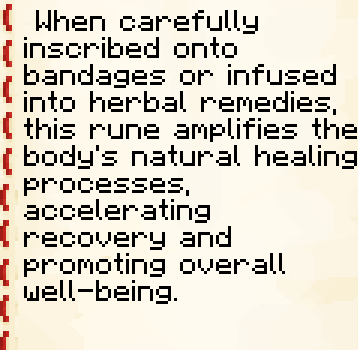 When carefully
inscribed onto
bandages or infused
into herbal remedies,
this rune amplifies the
body's natural healing
processes,
accelerating
recovery and
promoting overall
well-being.